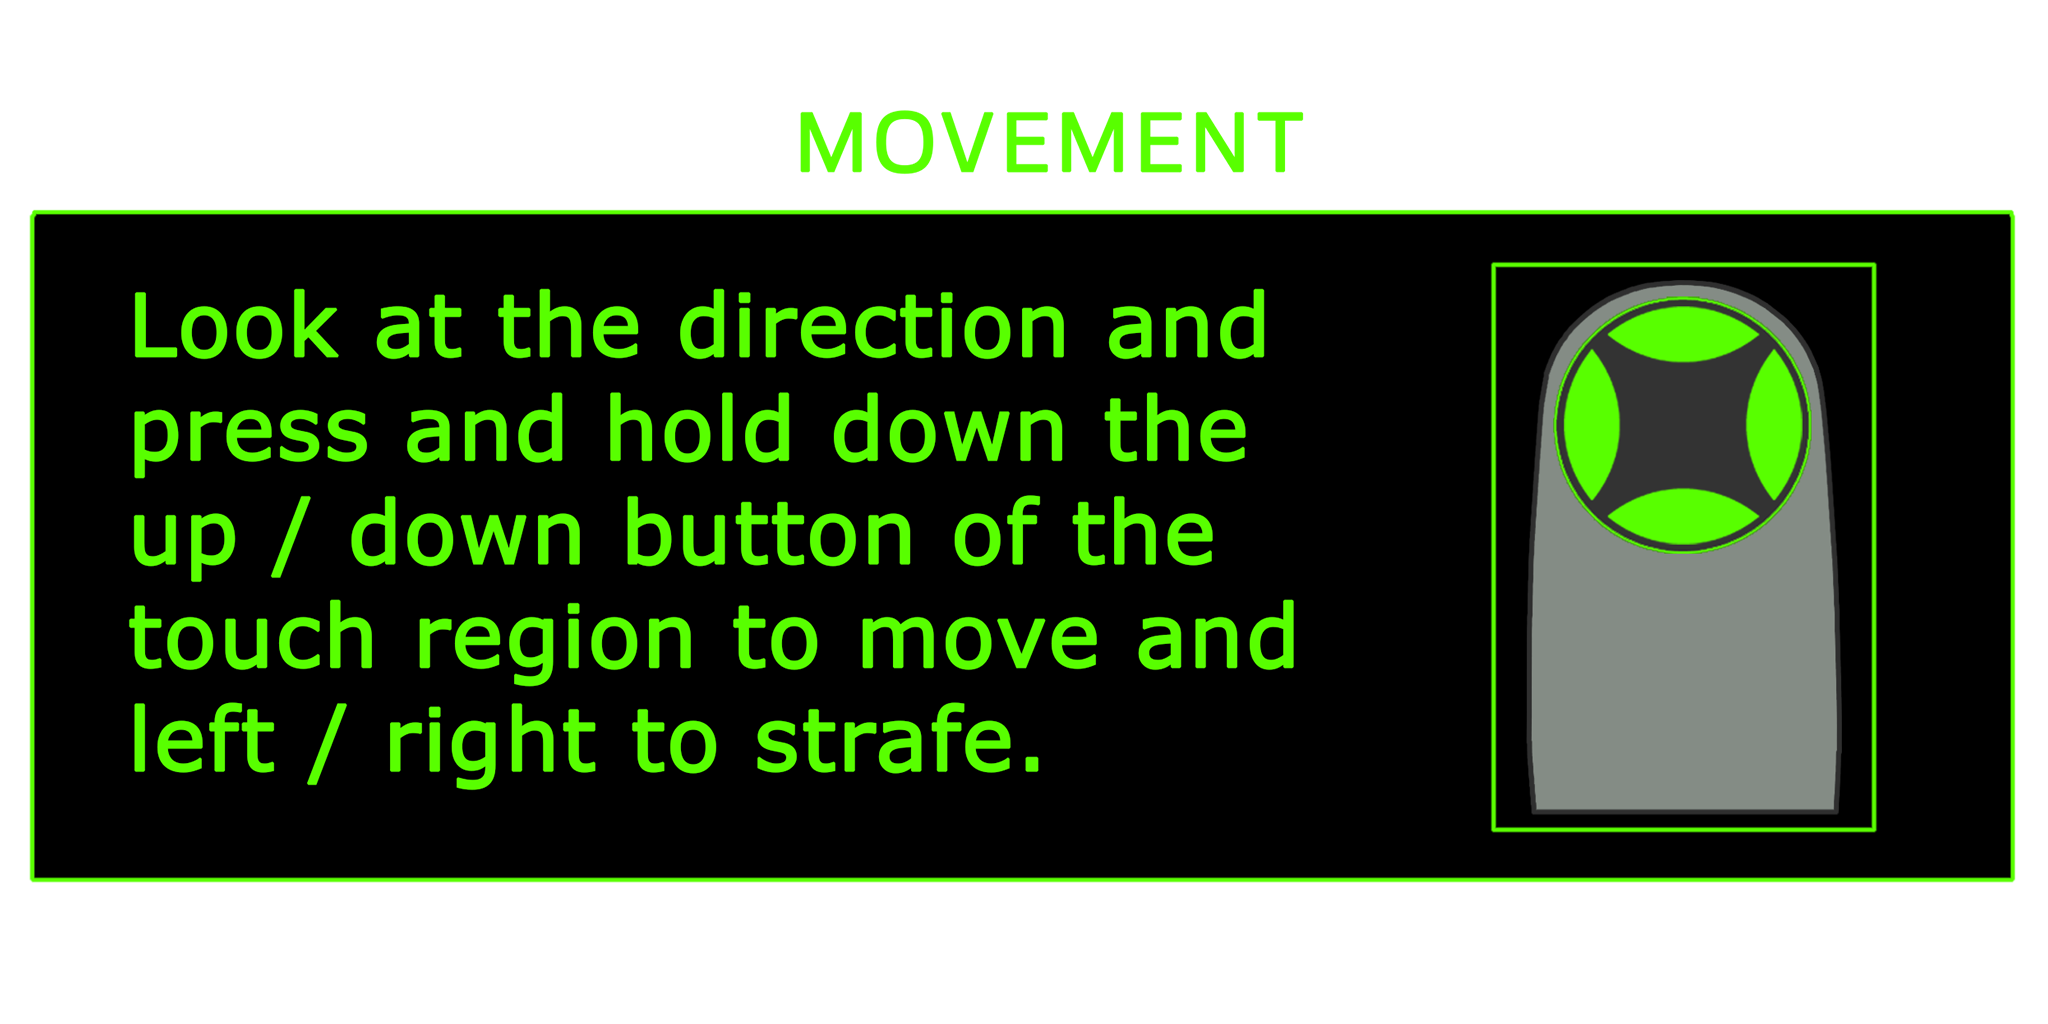 MOVEMENT
Look at the direction and
press and hold down the
up / down button of the
touch region to move and
left / right to strafe.